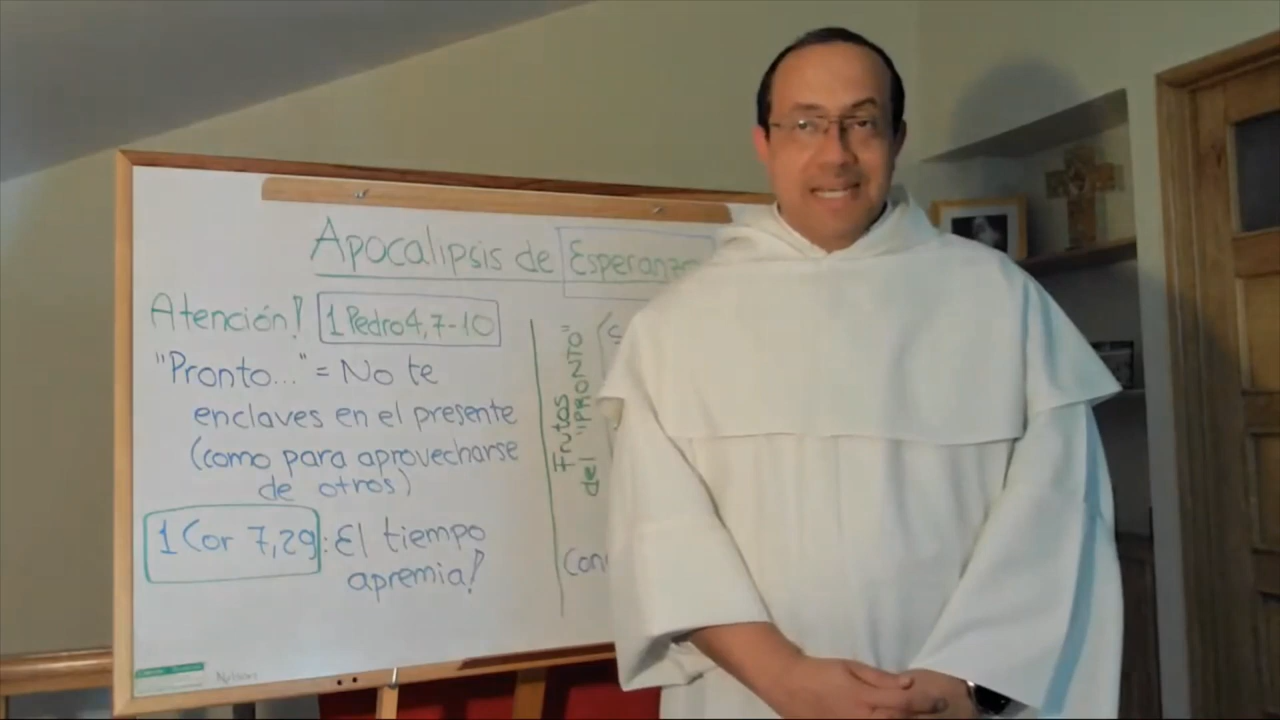 Apocalipsis de Esperanza
Atención! 1 Pedro 4, 7-10
"Pronto..." = No te
enclaves en el presente
(como para aprovecharse
de otros)
1 Cor 7,29: El tiempo
apremia!
Frutos
del "PRONTO"